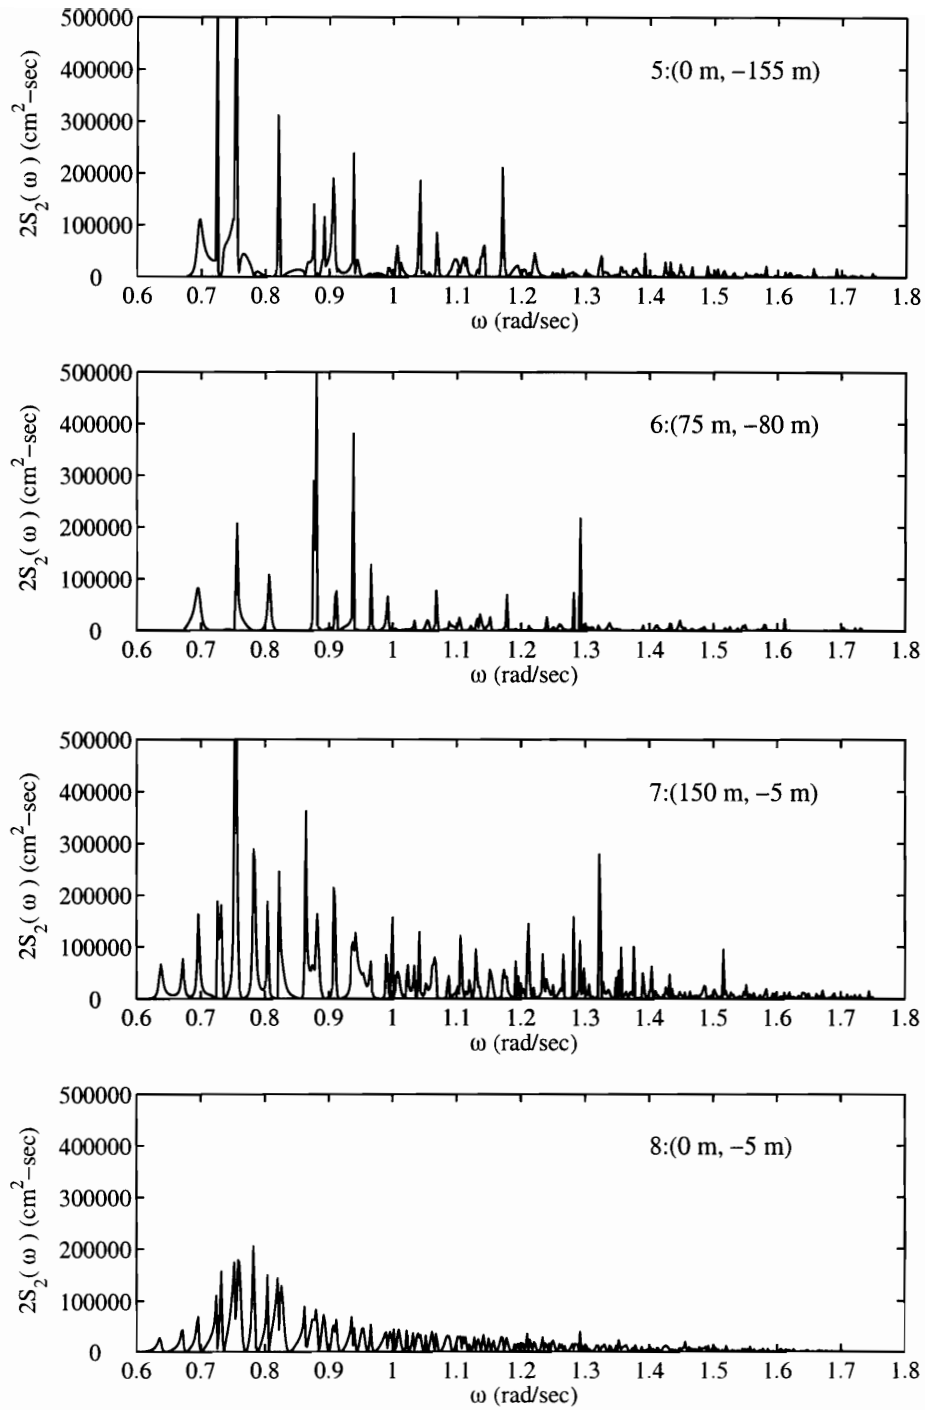 500000
400000
300000
200000
100000
0
2S2(ω) (cm2−sec)
5:(0 m, −155 m)
0.6 0.7 0.8 0.9 1 1.1 1.2 1.3 1.4 1.5 1.6 1.7 1.8
ω (rad/sec)
500000
400000
300000
200000
100000
0
2S2(ω) (cm2−sec)
6:(75 m, −80 m)
0.6 0.7 0.8 0.9 1 1.1 1.2 1.3 1.4 1.5 1.6 1.7 1.8
ω (rad/sec)
500000
400000
300000
200000
100000
0
2S2(ω) (cm2−sec)
7:(150 m, −5 m)
0.6 0.7 0.8 0.9 1 1.1 1.2 1.3 1.4 1.5 1.6 1.7 1.8
ω (rad/sec)
500000
400000
300000
200000
100000
0
2S2(ω) (cm2−sec)
8:(0 m, −5 m)
0.6 0.7 0.8 0.9 1 1.1 1.2 1.3 1.4 1.5 1.6 1.7 1.8
ω (rad/sec)